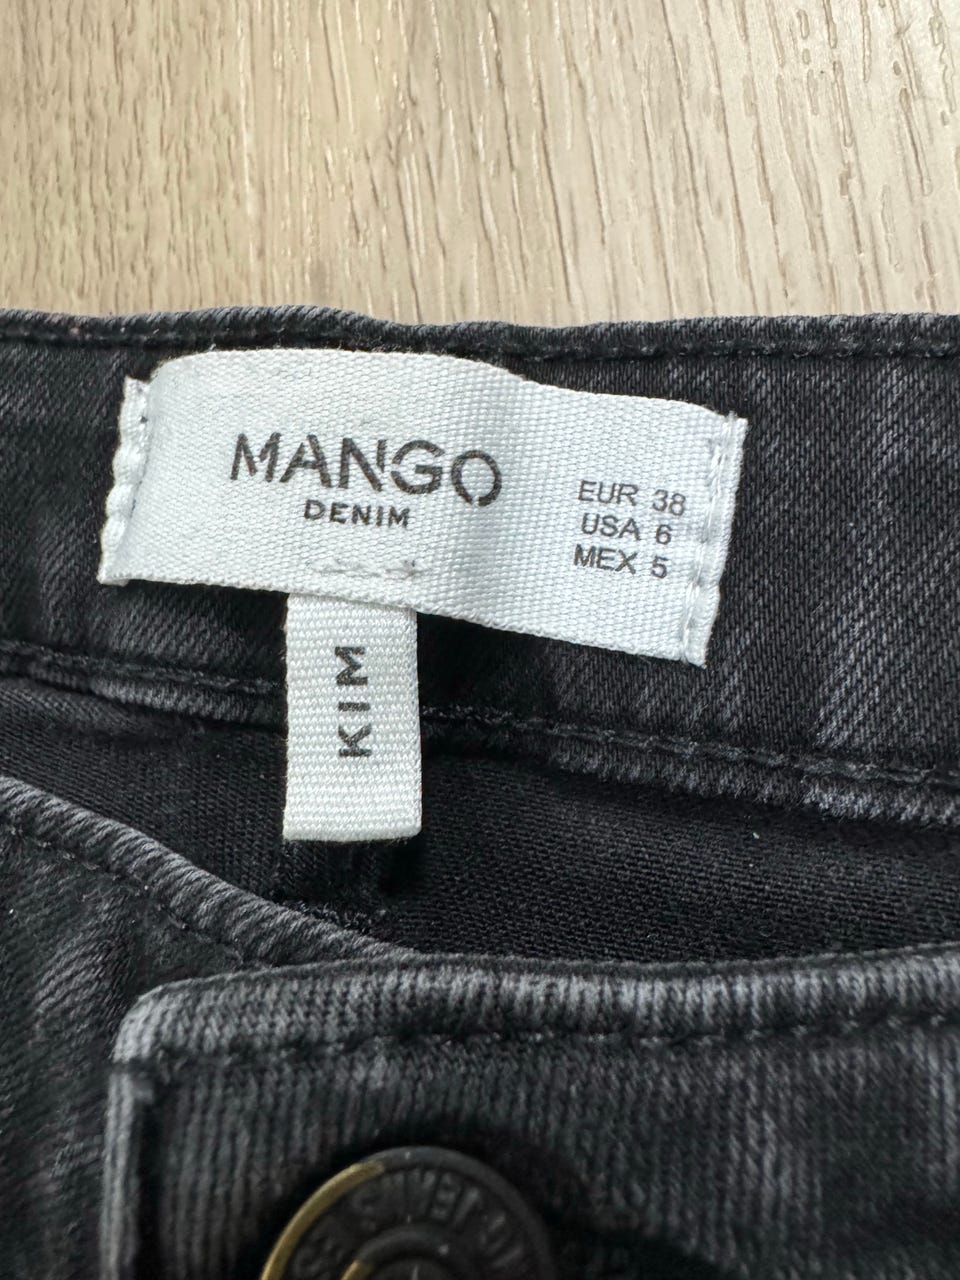 MANGO
DENIM
EUR 38
USA 6
MEX 5
KIM